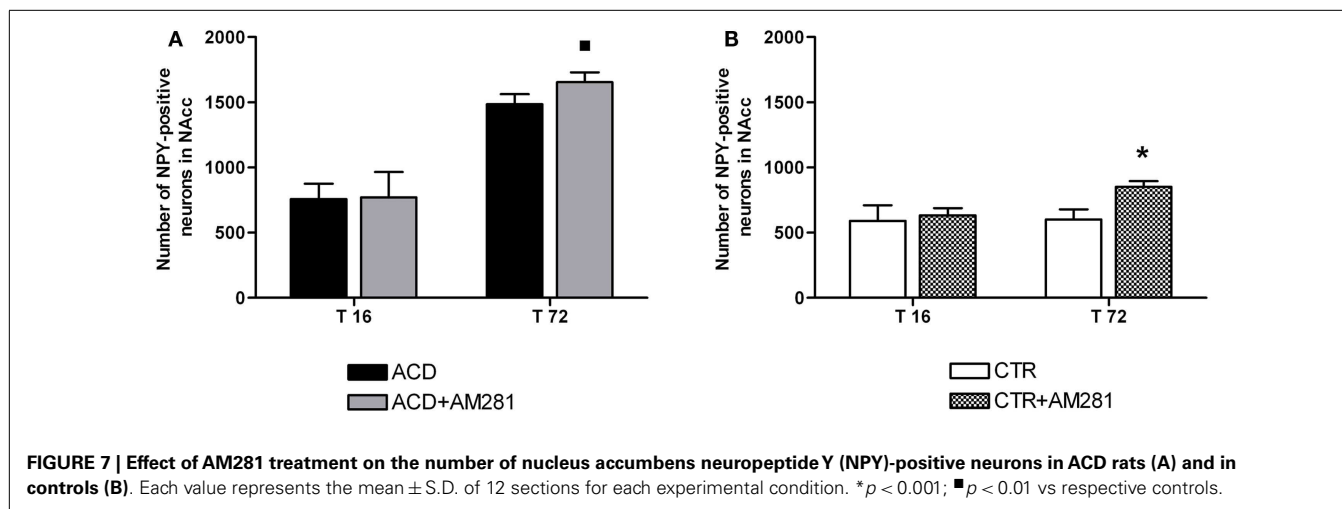 A
Number of NPY-positive
neurons in NAcc
2000
1500
1000
500
0
■
T 16
T 72
ACD
ACD+AM281
B
Number of NPY-positive
neurons in NAcc
2000
1500
1000
500
0
*
T 16
T 72
CTR
CTR+AM281
FIGURE 7 | Effect of AM281 treatment on the number of nucleus accumbens neuropeptide Y (NPY)-positive neurons in ACD rats (A) and in
controls (B). Each value represents the mean ± S.D. of 12 sections for each experimental condition. *p < 0.001; ■p < 0.01 vs respective controls.